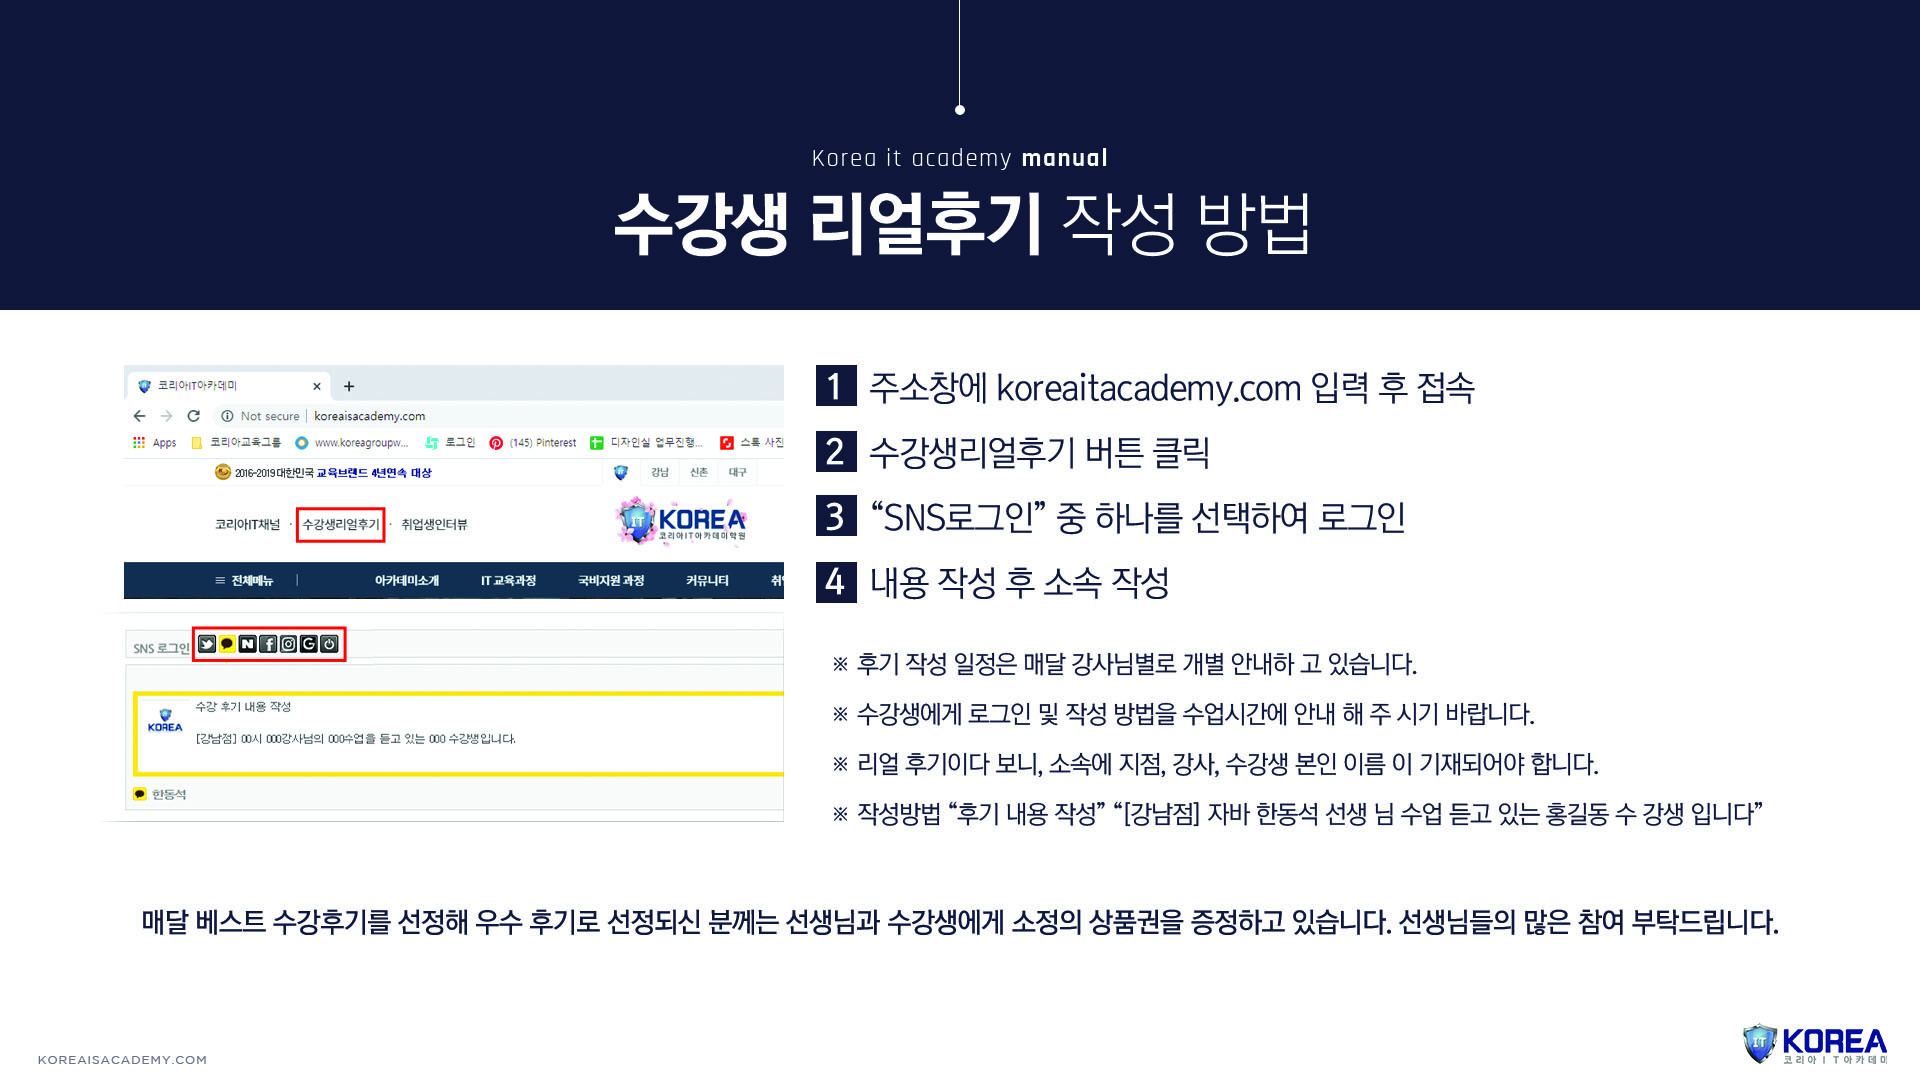 Korea it academy manual
수강생 리얼후기 작성 방법
코리아IT아카데미
Not secure | koreaisacademy.com
Apps 코리아교육그룹 www.koreagroupw... 로그인 (145) Pinterest 디자인실 업무진행... 스톡 사진
2016-2019 대한민국 교육브랜드 4년연속 대상 IT 강남 신촌 대구
코리아IT채널 · 수강생리얼후기 · 취업생인터뷰
IT KOREA
코리아IT아카데미학원
≡ 전체메뉴 | 아카데미소개 IT 교육과정 국비지원 과정 커뮤니티
SNS 로그인
수강 후기 내용 작성
KOREA
[강남점] 00시 000강사님의 000수업을 듣고 있는 000 수강생입니다.
한동석
1 주소창에 koreaitacademy.com 입력 후 접속
2 수강생리얼후기 버튼 클릭
3 “SNS로그인” 중 하나를 선택하여 로그인
4 내용 작성 후 소속 작성
※ 후기 작성 일정은 매달 강사님별로 개별 안내하 고 있습니다.
※ 수강생에게 로그인 및 작성 방법을 수업시간에 안내 해 주 시기 바랍니다.
※ 리얼 후기이다 보니, 소속에 지점, 강사, 수강생 본인 이름 이 기재되어야 합니다.
※ 작성방법 “후기 내용 작성” “[강남점] 자바 한동석 선생 님 수업 듣고 있는 홍길동 수 강생 입니다”
매달 베스트 수강후기를 선정해 우수 후기로 선정되신 분께는 선생님과 수강생에게 소정의 상품권을 증정하고 있습니다. 선생님들의 많은 참여 부탁드립니다.
KOREAISACADEMY.COM
IT KOREA
코리아IT아카데미